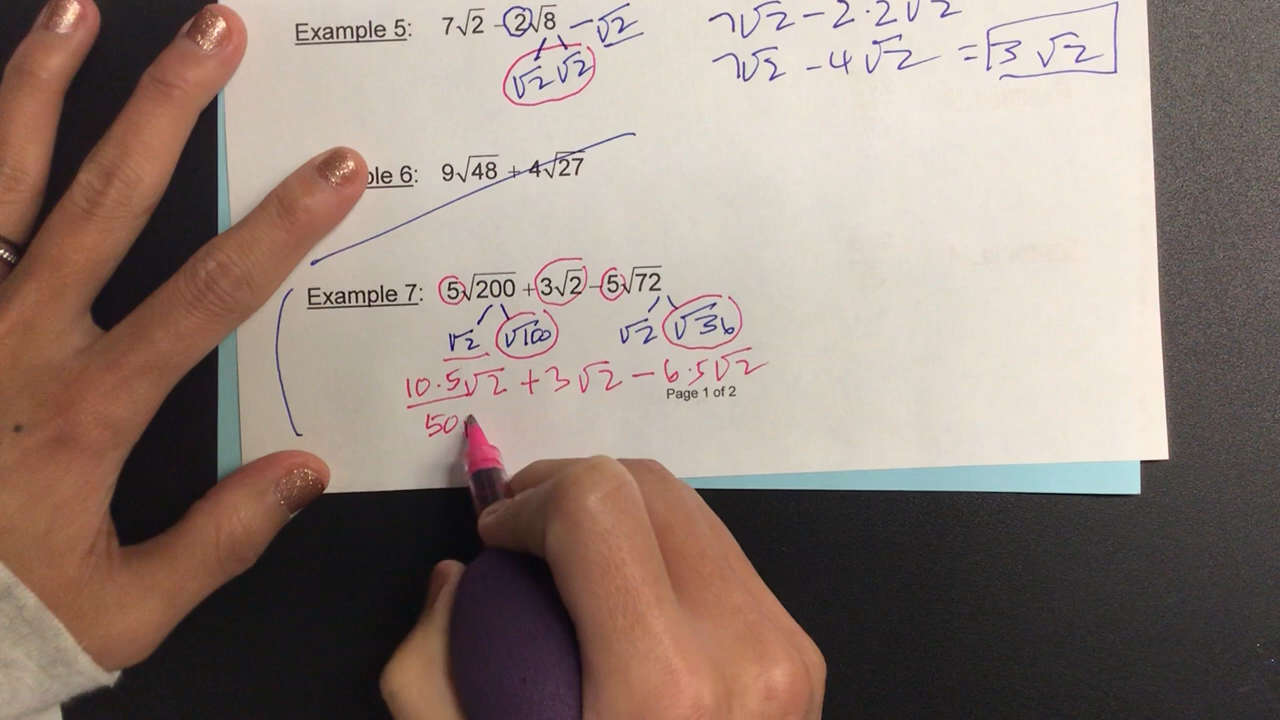 Example 5: 7√2 - 2√8 - √2
7√2 - 2·2√2
√2 √2
7√2 - 4√2 = 3√2
ple 6: 9√48 + 4√27
Example 7: 5√200 + 3√2 - 5√72
√2 √100 √2 √36
10·5√2 + 3√2 - 6·5√2
Page 1 of 2
50